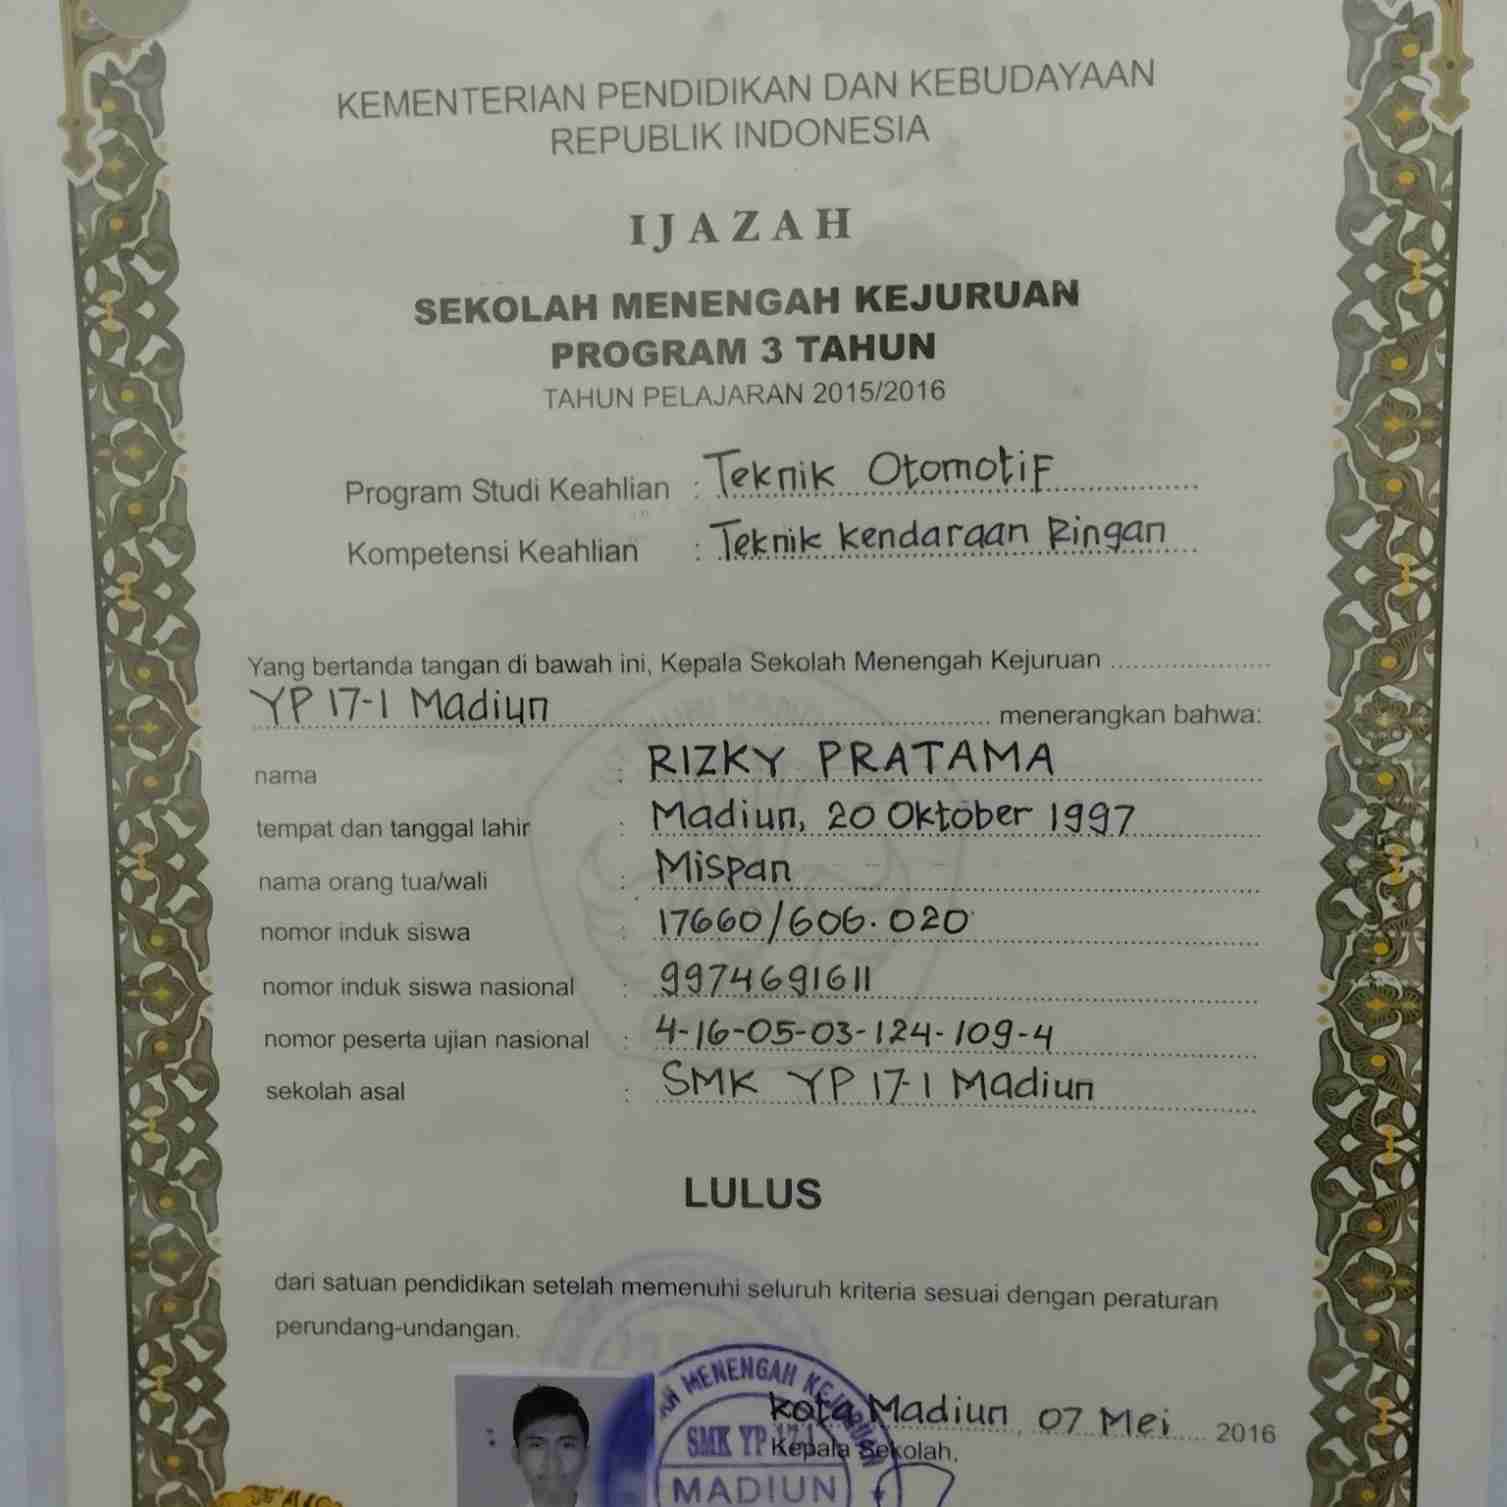 KEMENTERIAN PENDIDIKAN DAN KEBUDAYAAN
REPUBLIK INDONESIA
IJAZAH
SEKOLAH MENENGAH KEJURUAN
PROGRAM 3 TAHUN
TAHUN PELAJARAN 2015/2016
Program Studi Keahlian : Teknik Otomotif
Kompetensi Keahlian : Teknik Kendaraan Ringan
Yang bertanda tangan di bawah ini, Kepala Sekolah Menengah Kejuruan
YP 17-1 Madiun menerangkan bahwa:
nama : RIZKY PRATAMA
tempat dan tanggal lahir : Madiun, 20 Oktober 1997
nama orang tua/wali : Mispan
nomor induk siswa : 17660/606.020
nomor induk siswa nasional : 9974691611
nomor peserta ujian nasional : 4-16-05-03-124-109-4
sekolah asal : SMK YP 17-1 Madiun
LULUS
dari satuan pendidikan setelah memenuhi seluruh kriteria sesuai dengan peraturan
perundang-undangan.
MENENGAH KEJURUAN
Kota Madiun, 07 Mei 2016
SMK YP 17-1
Kepala Sekolah,
MADIUN